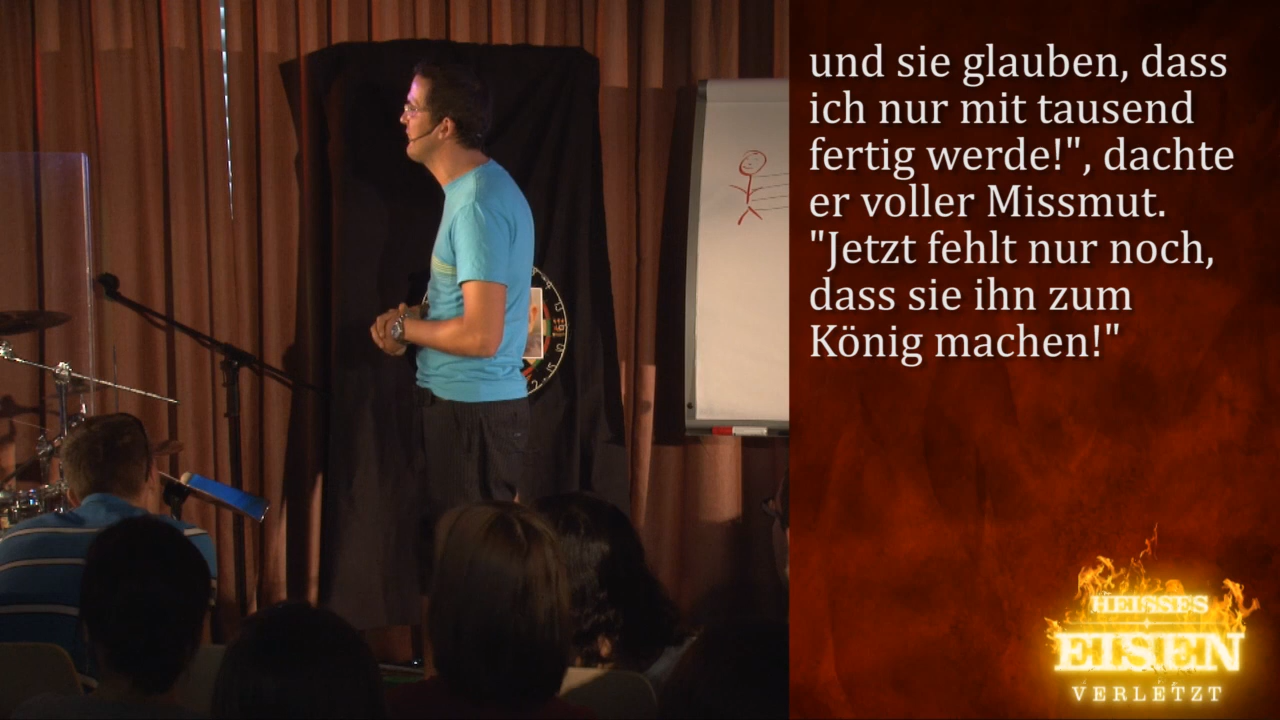 und sie glauben, dass
ich nur mit tausend
fertig werde!", dachte
er voller Missmut.
"Jetzt fehlt nur noch,
dass sie ihn zum
König machen!"
HEISSES
EISEN
VERLETZT